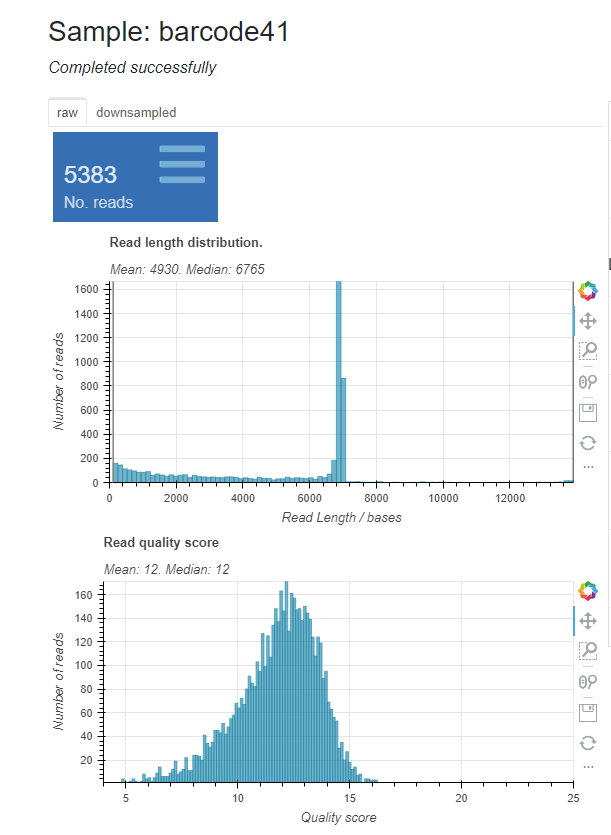 Sample: barcode41
Completed successfully
raw downsampled
5383
No. reads
Read length distribution.
Mean: 4930. Median: 6765
1600
1400
1200
1000
800
600
400
200
0
Number of reads
0 2000 4000 6000 8000 10000 12000
Read Length / bases
Read quality score
Mean: 12. Median: 12
160
140
120
100
80
60
40
20
Number of reads
5 10 15 20 25
Quality score